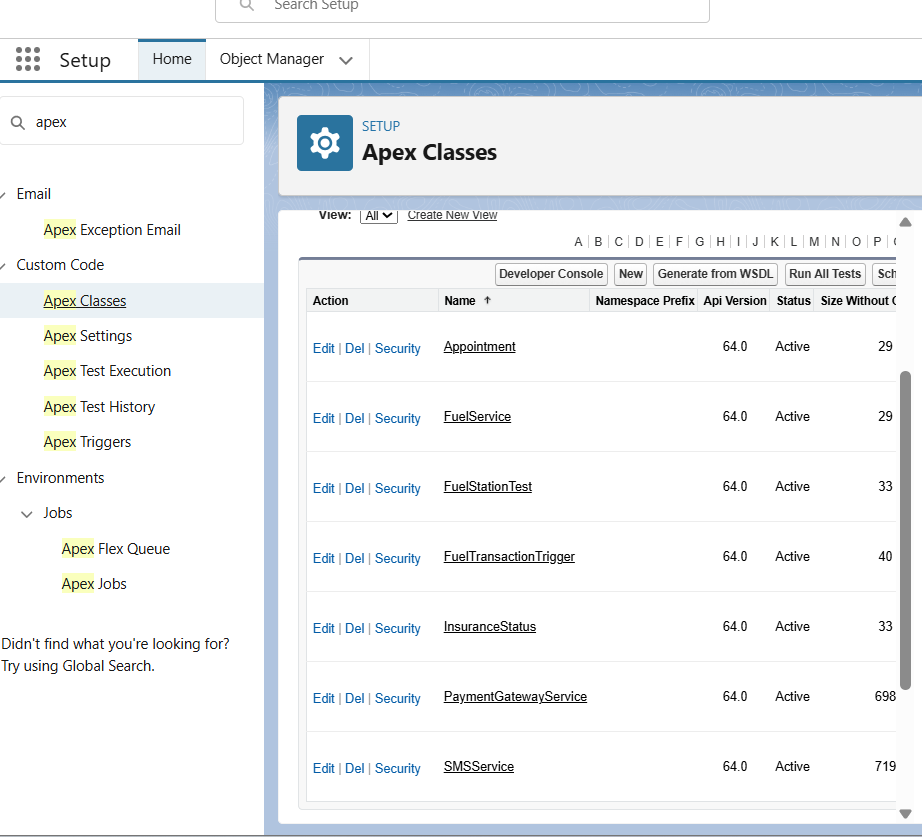 Search Setup
Setup Home Object Manager
apex
SETUP
Apex Classes
Email
Apex Exception Email
Custom Code
Apex Classes
Apex Settings
Apex Test Execution
Apex Test History
Apex Triggers
Environments
Jobs
Apex Flex Queue
Apex Jobs
Didn't find what you're looking for?
Try using Global Search.
View: All Create New View
A | B | C | D | E | F | G | H | I | J | K | L | M | N | O | P |
Developer Console New Generate from WSDL Run All Tests Sch
Action Name ↑ Namespace Prefix Api Version Status Size Without
Edit | Del | Security Appointment 64.0 Active 29
Edit | Del | Security FuelService 64.0 Active 29
Edit | Del | Security FuelStationTest 64.0 Active 33
Edit | Del | Security FuelTransactionTrigger 64.0 Active 40
Edit | Del | Security InsuranceStatus 64.0 Active 33
Edit | Del | Security PaymentGatewayService 64.0 Active 698
Edit | Del | Security SMSService 64.0 Active 719